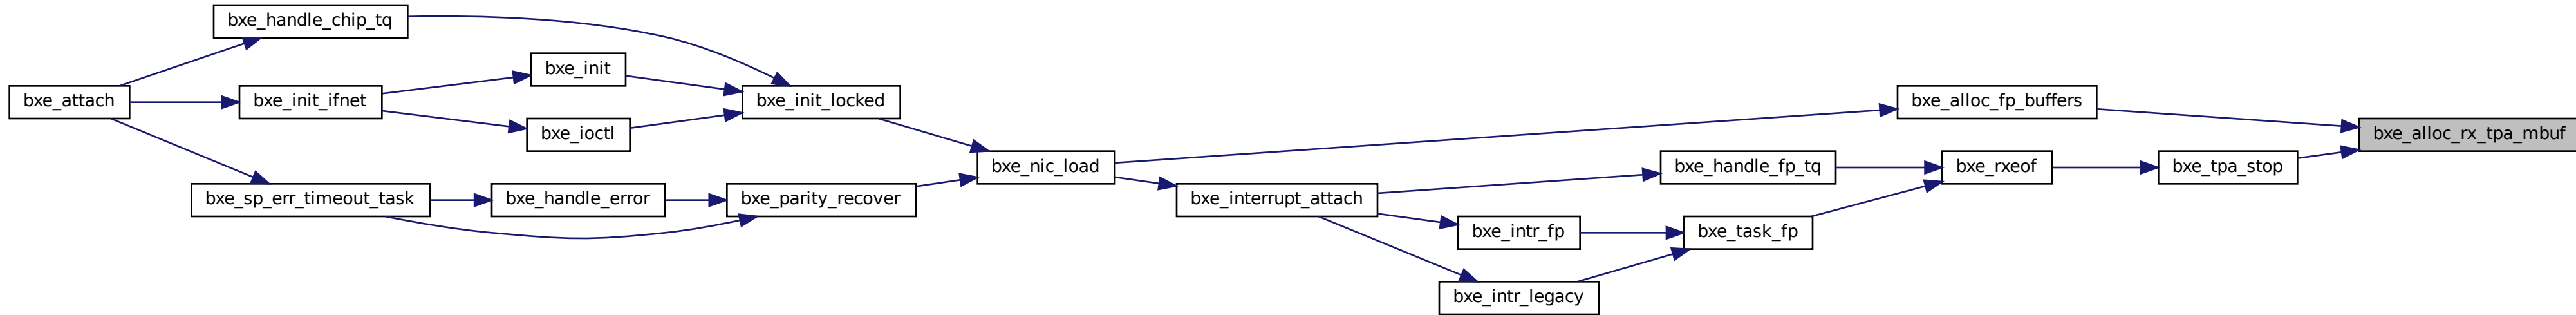 bxe_handle_chip_tq
bxe_init
bxe_attach
bxe_init_ifnet
bxe_init_locked
bxe_alloc_fp_buffers
bxe_ioctl
bxe_alloc_rx_tpa_mbuf
bxe_nic_load
bxe_handle_fp_tq
bxe_rxeof
bxe_tpa_stop
bxe_sp_err_timeout_task
bxe_handle_error
bxe_parity_recover
bxe_interrupt_attach
bxe_intr_fp
bxe_task_fp
bxe_intr_legacy